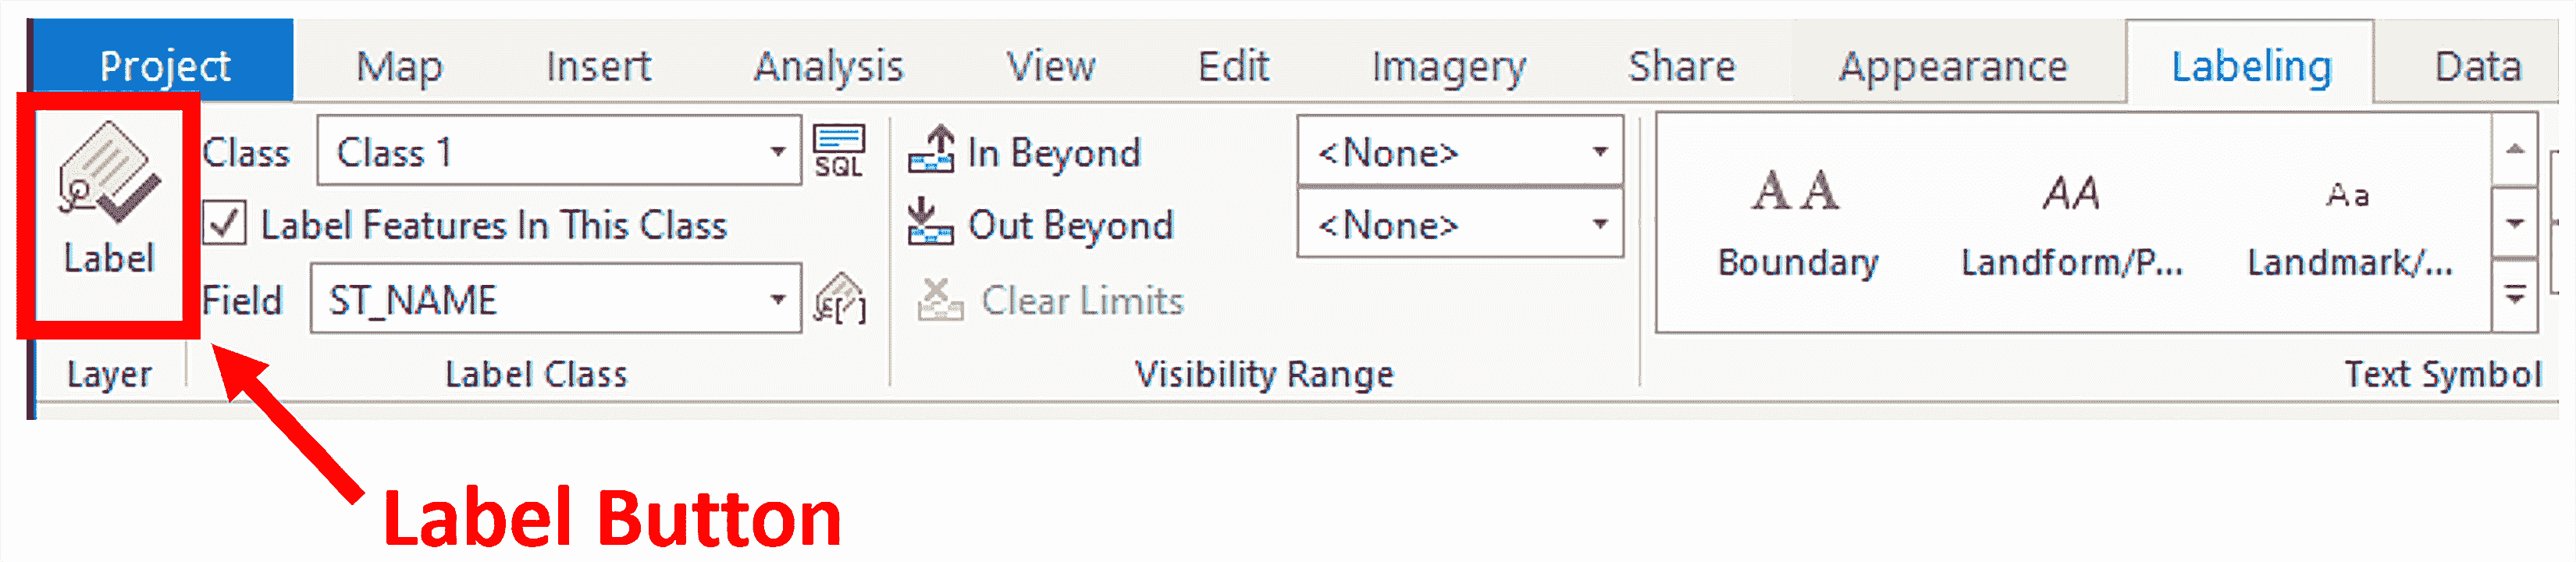 Project Map Insert Analysis View Edit Imagery Share Appearance Labeling Data
Class Class 1 SQL In Beyond <None>
Label Features In This Class Out Beyond <None>
AA AA Aa
Boundary Landform/P... Landmark/...
Label
Field ST_NAME Clear Limits
Layer Label Class Visibility Range Text Symbol
Label Button